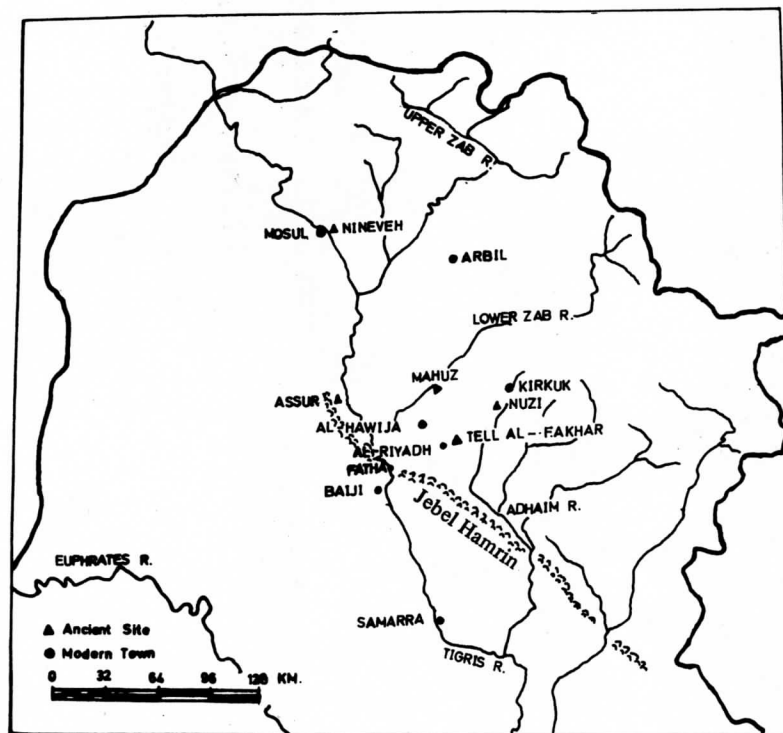 UPPER ZAB R.
MOSUL
NINEVEH
ARBIL
LOWER ZAB R.
MAHUZ
KIRKUK
ASSUR
NUZI
AL-HAWIJA
TELL AL-FAKHAR
AL-RIYADH
FATHA
BAIJI
ADHAIM R.
Jebel Hamrin
EUPHRATES R.
SAMARRA
TIGRIS R.
Ancient Site
Modern Town
0 32 64 96 128 KM.